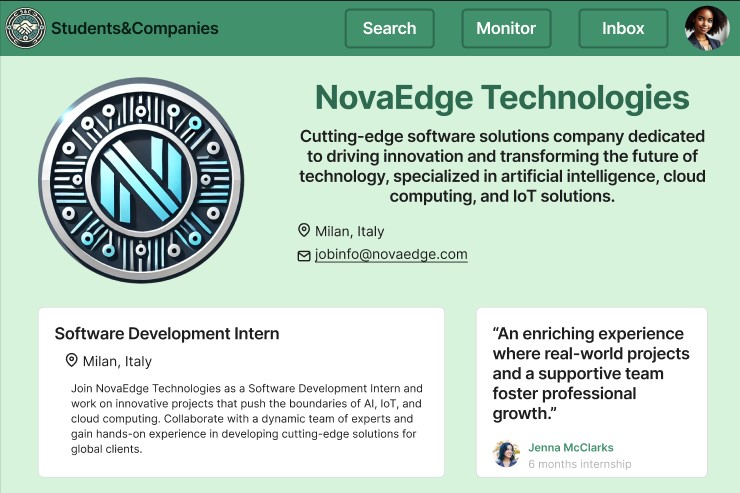 Students&Companies
Search
Monitor
Inbox
NovaEdge Technologies
Cutting-edge software solutions company dedicated
to driving innovation and transforming the future of
technology, specialized in artificial intelligence, cloud
computing, and IoT solutions.
Milan, Italy
jobinfo@novaedge.com
Software Development Intern
Milan, Italy
Join NovaEdge Technologies as a Software Development Intern and
work on innovative projects that push the boundaries of AI, IoT, and
cloud computing. Collaborate with a dynamic team of experts and
gain hands-on experience in developing cutting-edge solutions for
global clients.
“An enriching experience
where real-world projects
and a supportive team
foster professional
growth.”
Jenna McClarks
6 months internship